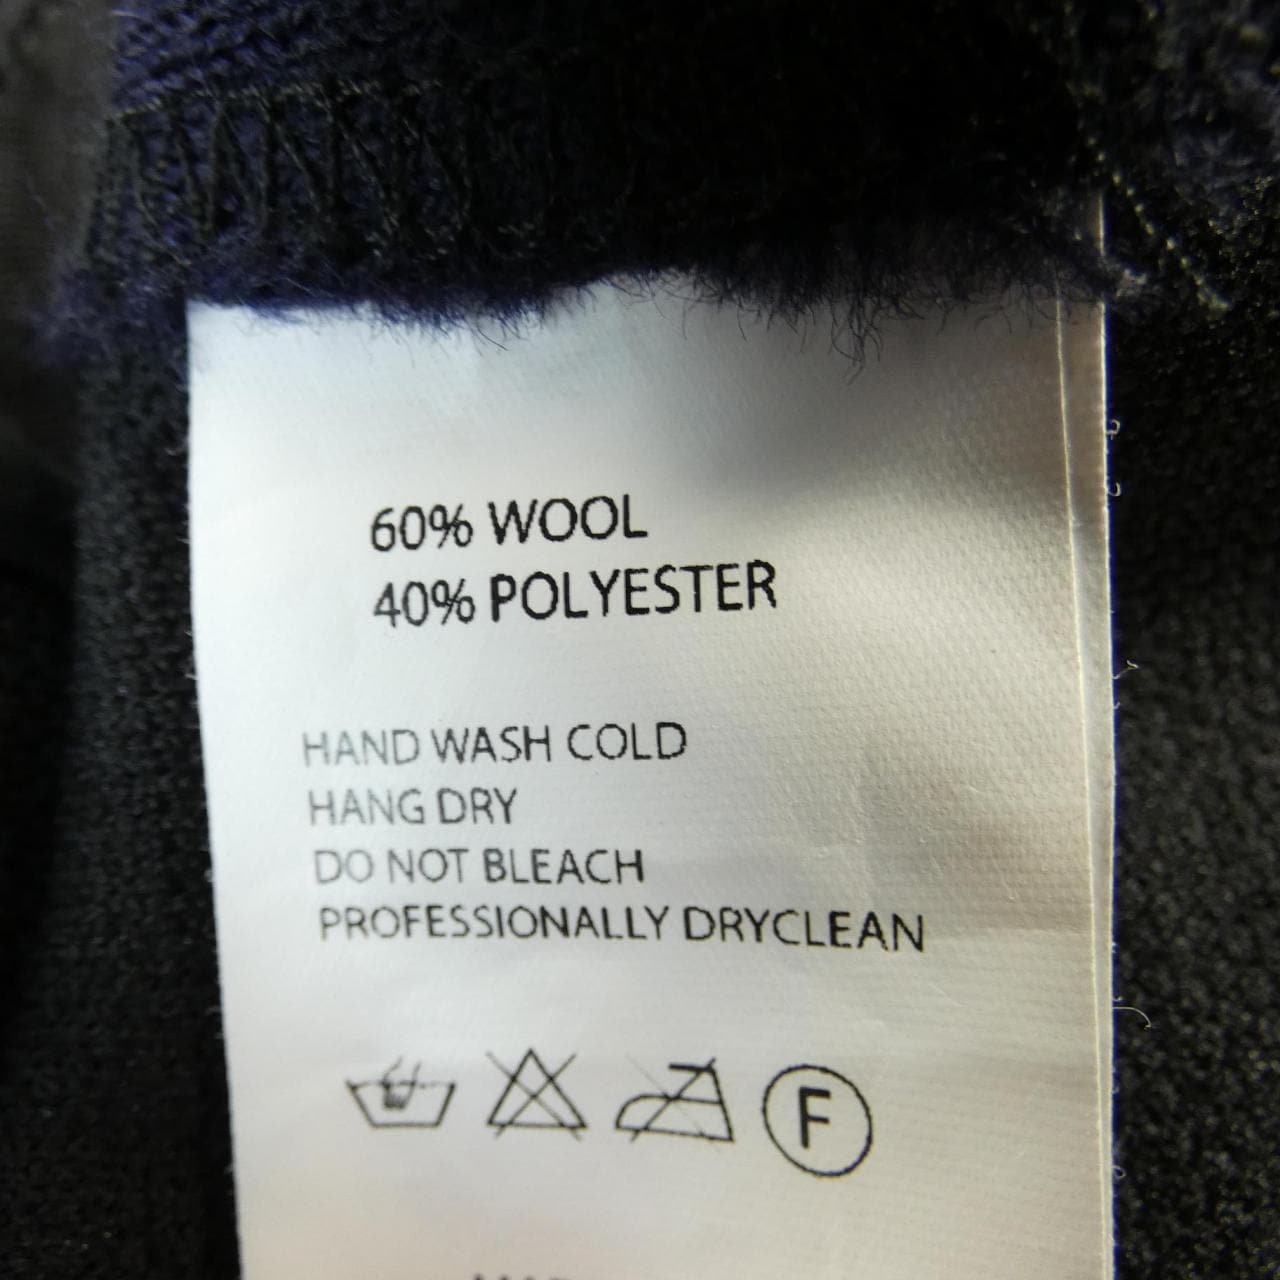 60% WOOL
40% POLYESTER
HAND WASH COLD
HANG DRY
DO NOT BLEACH
PROFESSIONALLY DRYCLEAN
F